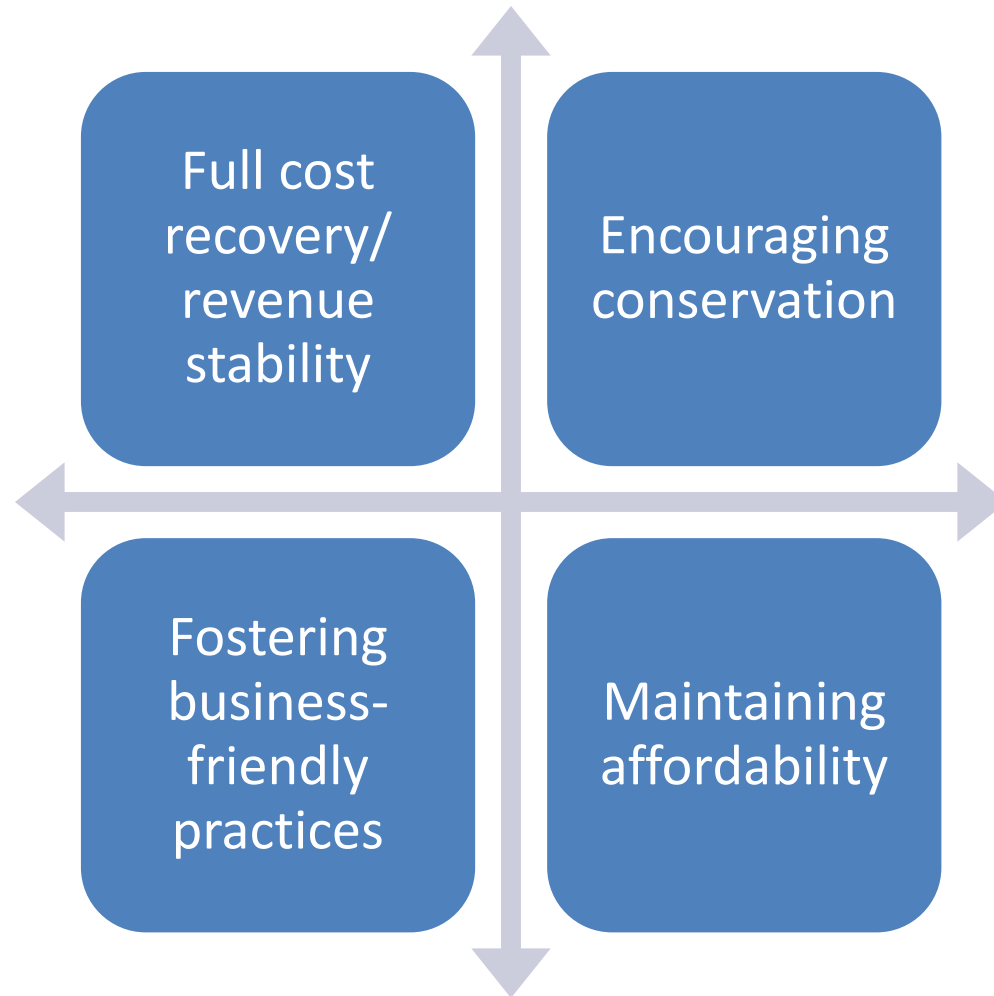 Full cost
recovery/
revenue
stability
Encouraging
conservation
Fostering
business-
friendly
practices
Maintaining
affordability